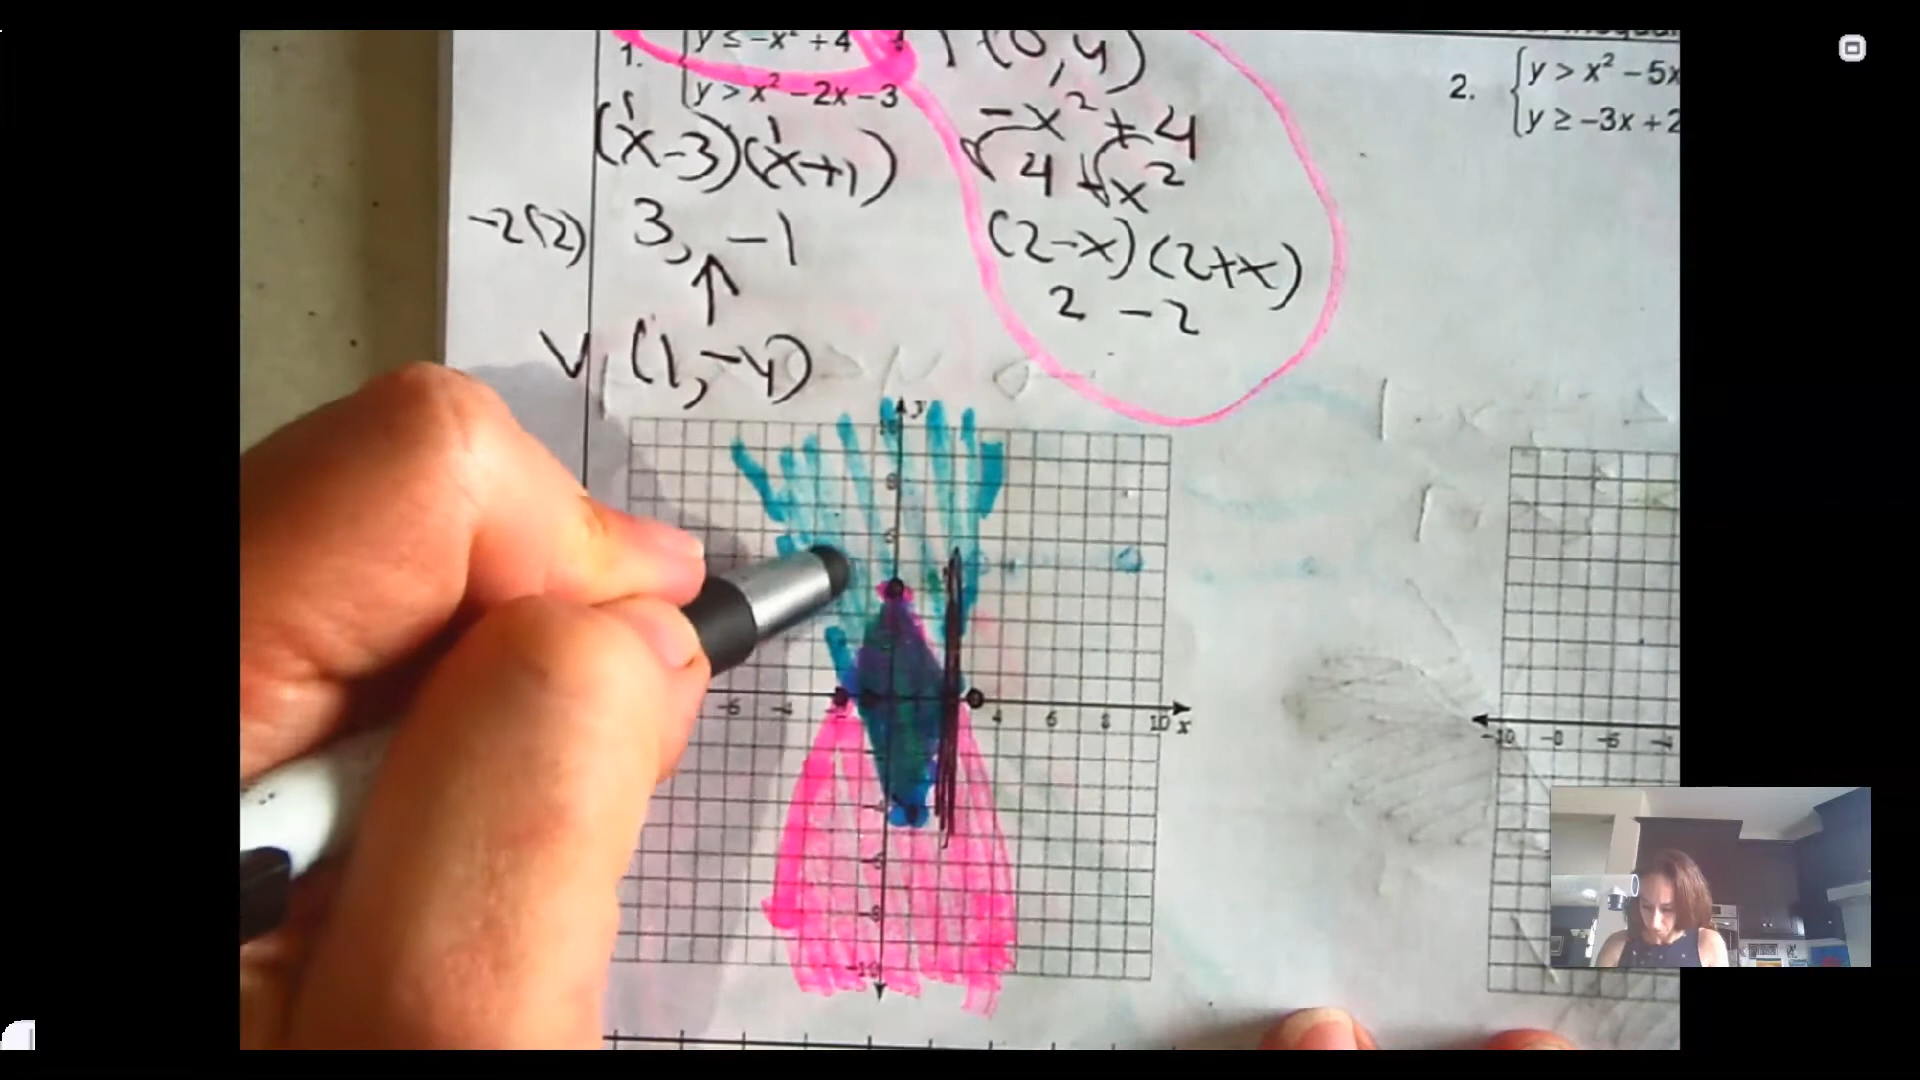 1. y ≤ -x² + 4
y > x² - 2x - 3
(x-3)(x+1)
-2(2) 3, -1
V (1, -4)
(0, 4)
-x² + 4
4 - x²
(2-x)(2+x)
2 -2
2. y > x² - 5x
y ≥ -3x + 2
y
10
8
6
-6 -4 4 6 8 10 x
-4
-6
-8
-10
-10 -8 -6 -4